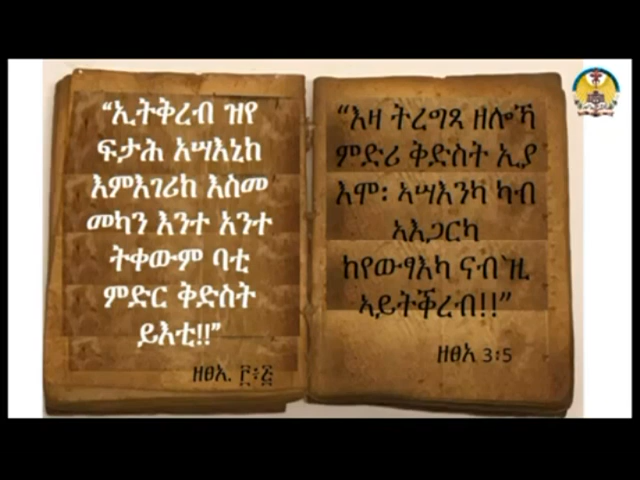 “ኢትቅረብ ዝየ
ፍታሕ አሣእኒከ
እምእገሪከ እስመ
መካን እንተ አንተ
ትቀውም ባቲ
ምድር ቅድስት
ይእቲ!!”
ዘፀአ. ፫፥፭
“እዛ ትረግጻ ዘሎኻ
ምድሪ ቅድስት ኢያ
እሞ፡ ኣሣእንካ ካብ
ኣእጋርካ
ከየውፃእካ ናብ'ዚ
ኣይትቕረብ!!”
ዘፀአ 3፥5